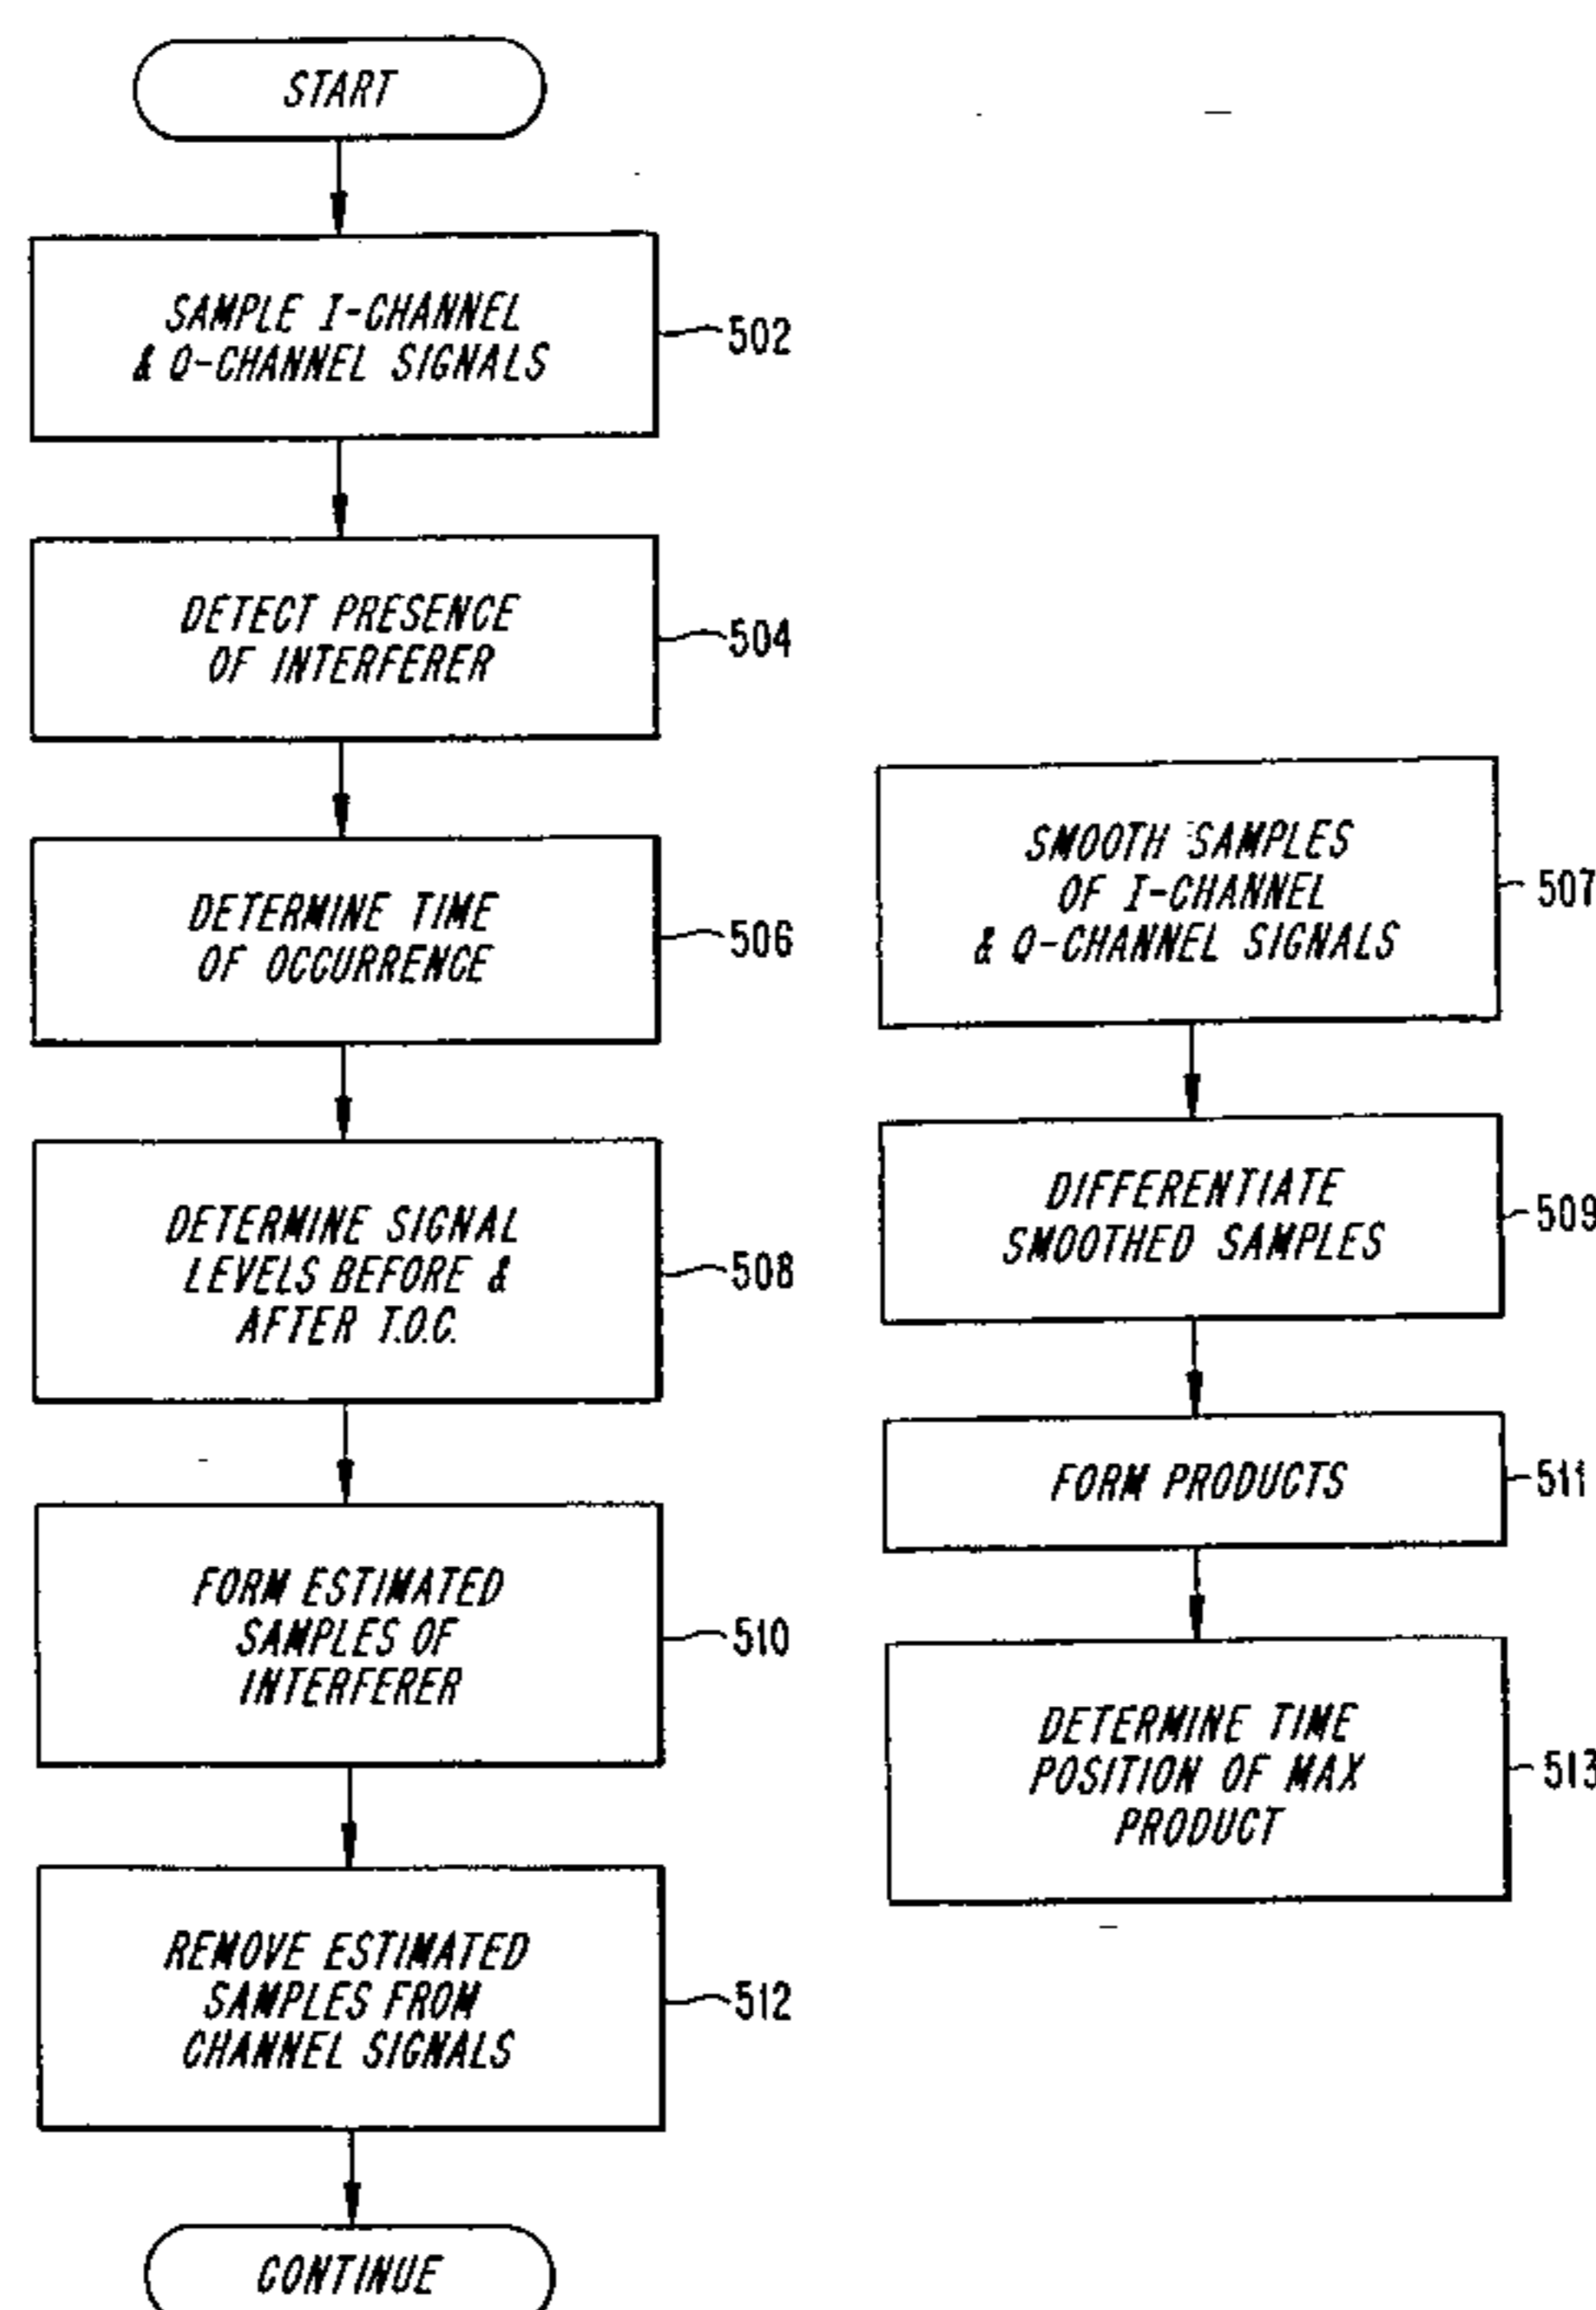 START
SAMPLE I-CHANNEL
& Q-CHANNEL SIGNALS
502
DETECT PRESENCE
OF INTERFERER
504
DETERMINE TIME
OF OCCURRENCE
506
DETERMINE SIGNAL
LEVELS BEFORE &
AFTER T.O.C.
508
FORM ESTIMATED
SAMPLES OF
INTERFERER
510
REMOVE ESTIMATED
SAMPLES FROM
CHANNEL SIGNALS
512
CONTINUE
SMOOTH SAMPLES
OF I-CHANNEL
& Q-CHANNEL SIGNALS
507
DIFFERENTIATE
SMOOTHED SAMPLES
509
FORM PRODUCTS
511
DETERMINE TIME
POSITION OF MAX
PRODUCT
513